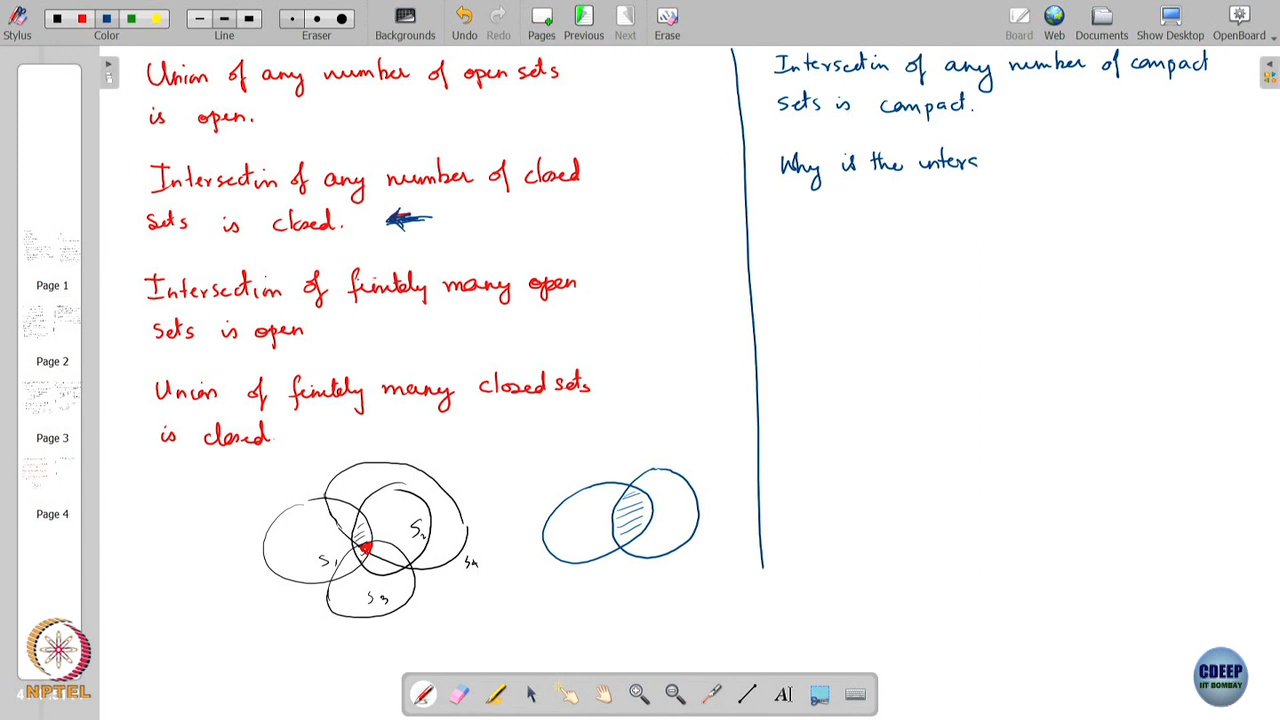 Stylus
Color
Line
Eraser
Backgrounds
Undo
Redo
Pages
Previous
Next
Erase
Board
Web
Documents
Show Desktop
OpenBoard
Page 1
Page 2
Page 3
Page 4
Union of any number of open sets
is open.
Intersectin of any number of closed
sets is closed.
Intersection of finitely many open
sets is open
Union of finitely many closed sets
is closed
S1
S2
S3
S4
Intersectin of any number of compact
sets is compact.
Why is the inters
NPTEL
CDEEP
IIT BOMBAY
A